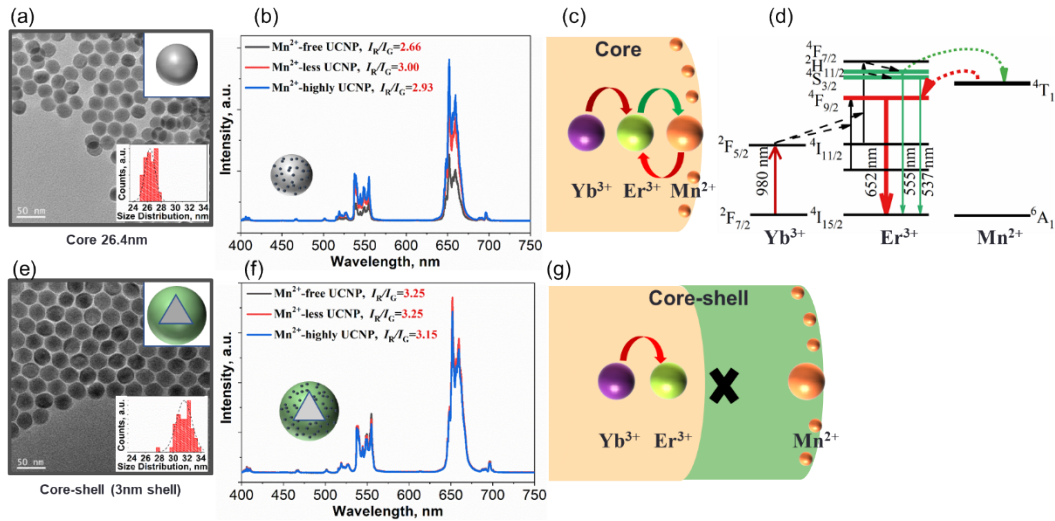 (a)
50 nm
Counts, a.u.
24 26 28 30 32 34
Size Distribution, nm
Core 26.4nm
(b)
Intensity, a.u.
Mn2+-free UCNP, IR/IG=2.66
Mn2+-less UCNP, IR/IG=3.00
Mn2+-highly UCNP, IR/IG=2.93
400 450 500 550 600 650 700 750
Wavelength, nm
(c)
Core
Yb3+ Er3+ Mn2+
(d)
4F7/2
2H11/2
4S3/2
4F9/2
4I11/2
4I15/2
2F5/2
2F7/2
980 nm
652 nm
555 nm
537 nm
4T1
6A1
Yb3+ Er3+ Mn2+
(e)
50 nm
Counts, a.u.
24 26 28 30 32 34
Size Distribution, nm
Core-shell (3nm shell)
(f)
Intensity, a.u.
Mn2+-free UCNP, IR/IG=3.25
Mn2+-less UCNP, IR/IG=3.25
Mn2+-highly UCNP, IR/IG=3.15
400 450 500 550 600 650 700 750
Wavelength, nm
(g)
Core-shell
Yb3+ Er3+ Mn2+